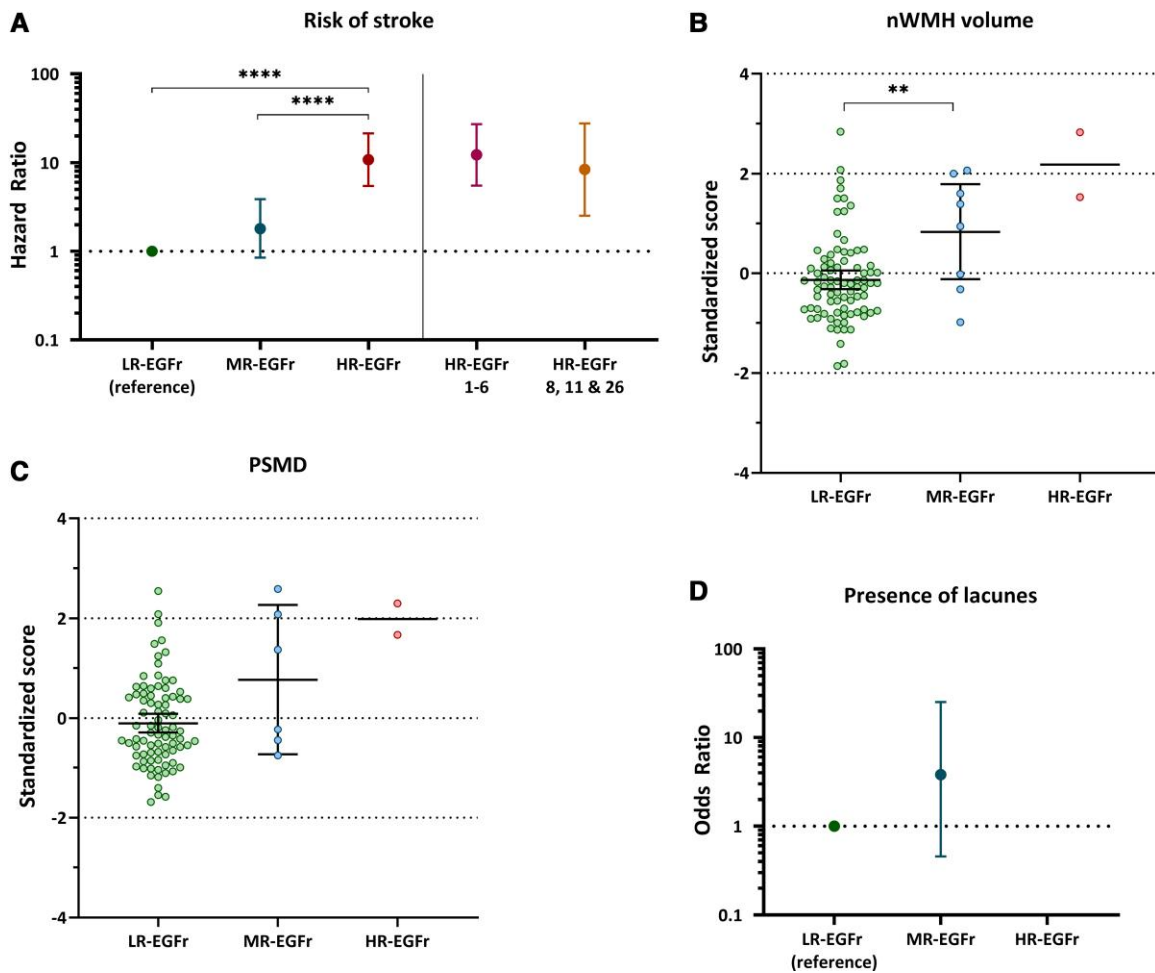 A
Risk of stroke
Hazard Ratio
100
10
1
0.1
****
****
LR-EGFr
(reference)
MR-EGFr
HR-EGFr
HR-EGFr
1-6
HR-EGFr
8, 11 & 26
B
nWMH volume
Standardized score
4
2
0
-2
-4
**
LR-EGFr
MR-EGFr
HR-EGFr
C
PSMD
Standardized score
4
2
0
-2
-4
LR-EGFr
MR-EGFr
HR-EGFr
D
Presence of lacunes
Odds Ratio
100
10
1
0.1
LR-EGFr
(reference)
MR-EGFr
HR-EGFr